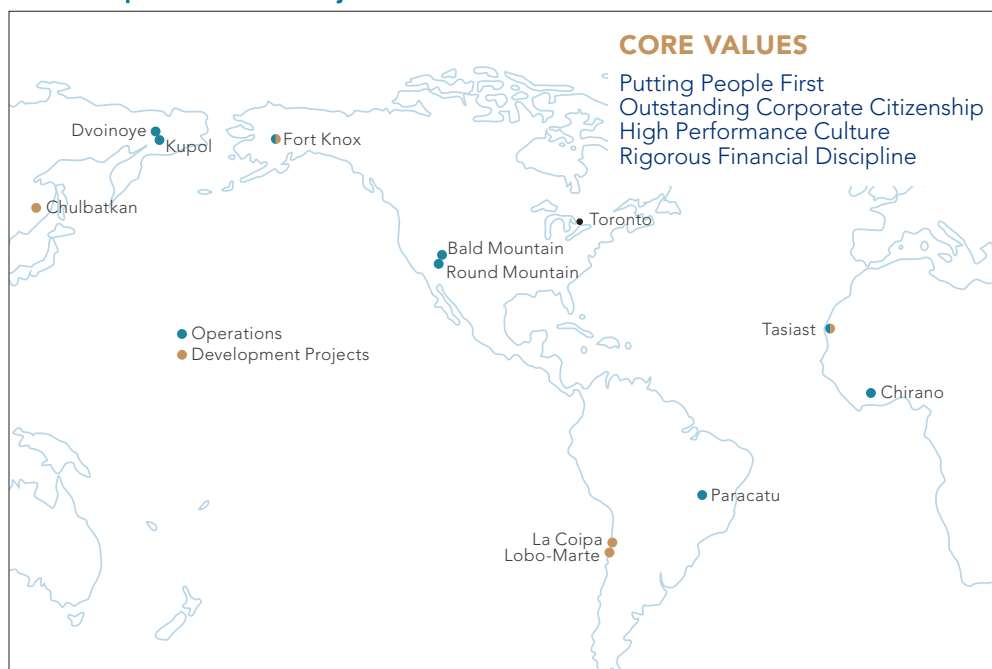 CORE VALUES
Putting People First
Outstanding Corporate Citizenship
High Performance Culture
Rigorous Financial Discipline
Dvoinoye
Kupol
Fort Knox
Chulbatkan
Toronto
Bald Mountain
Round Mountain
Operations
Development Projects
Tasiast
Chirano
Paracatu
La Coipa
Lobo-Marte